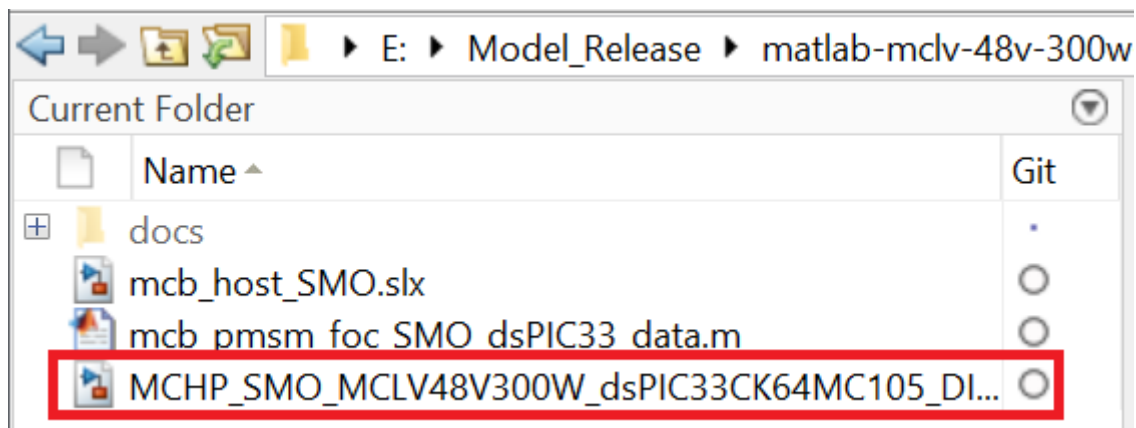 E: Model_Release matlab-mclv-48v-300w
Current Folder
Name Git
docs
mcb_host_SMO.slx
mcb_pmsm_foc_SMO_dsPIC33_data.m
MCHP_SMO_MCLV48V300W_dsPIC33CK64MC105_DI...